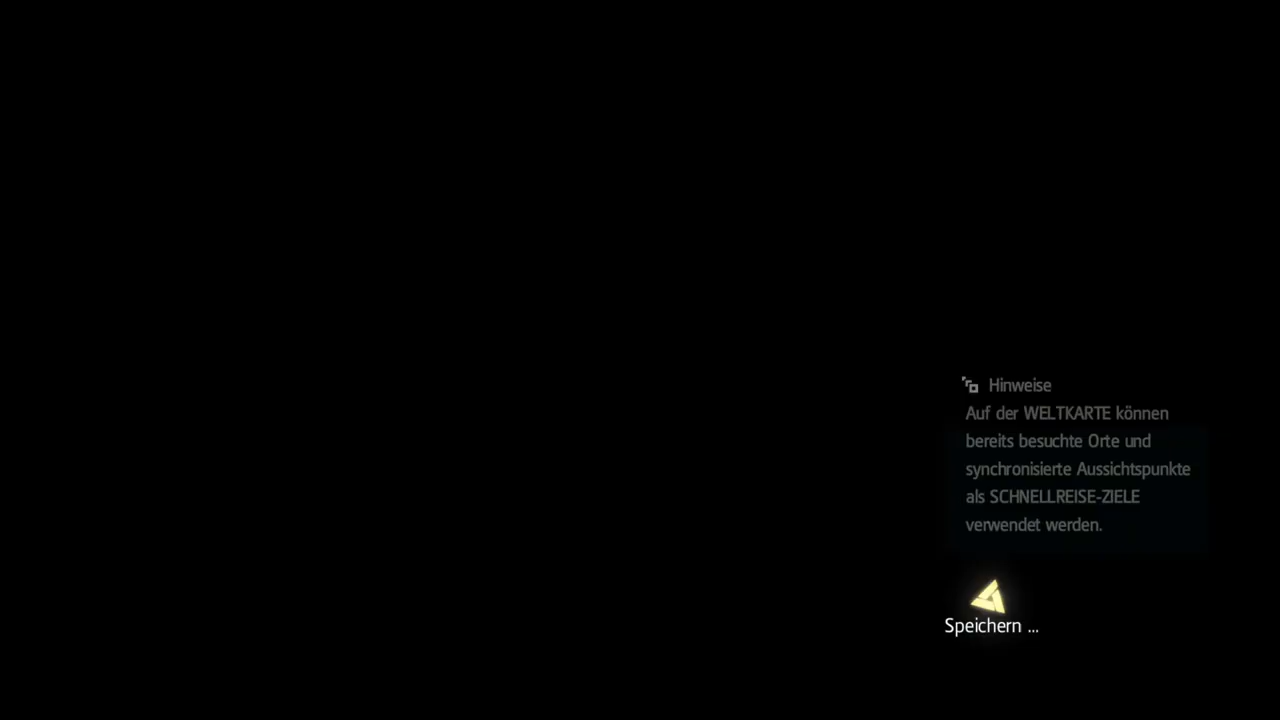 Hinweise
Auf der WELTKARTE können
bereits besuchte Orte und
synchronisierte Aussichtspunkte
als SCHNELLREISE-ZIELE
verwendet werden.
Speichern ...